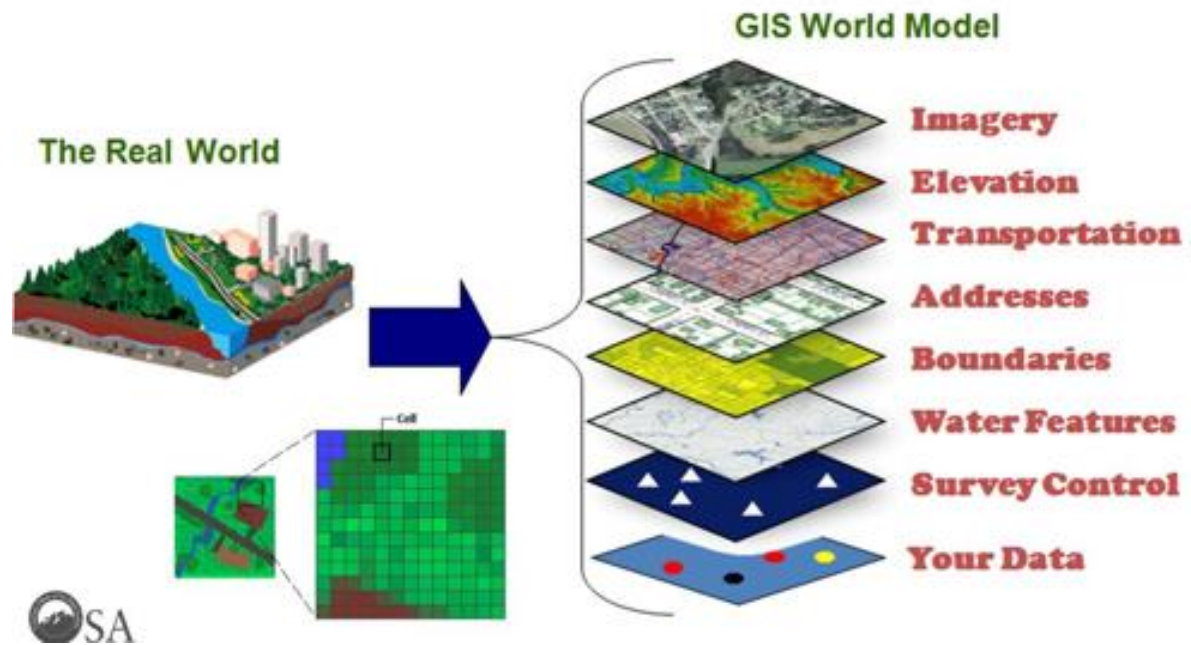 GIS World Model
The Real World
Imagery
Elevation
Transportation
Addresses
Boundaries
Water Features
Survey Control
Your Data
Cell
SA